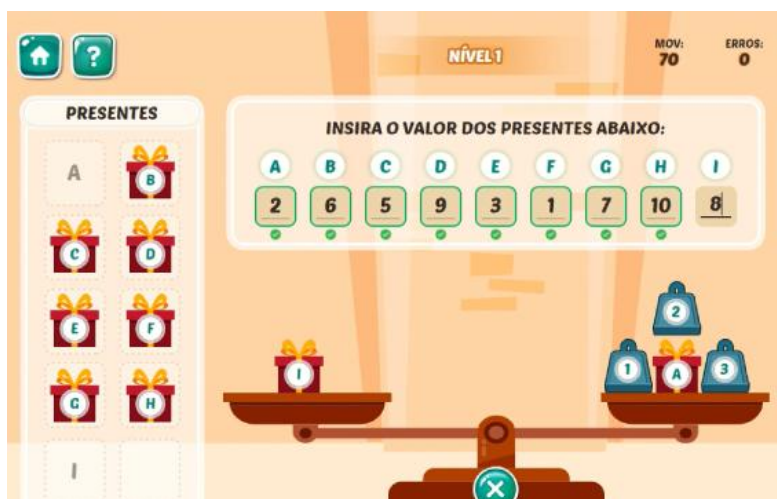 ?
NÍVEL 1
MOV:
70
ERROS:
0
PRESENTES
A
B
C
D
E
F
G
H
I
INSIRA O VALOR DOS PRESENTES ABAIXO:
A B C D E F G H I
2 6 5 9 3 1 7 10 8
I
2
1 A 3